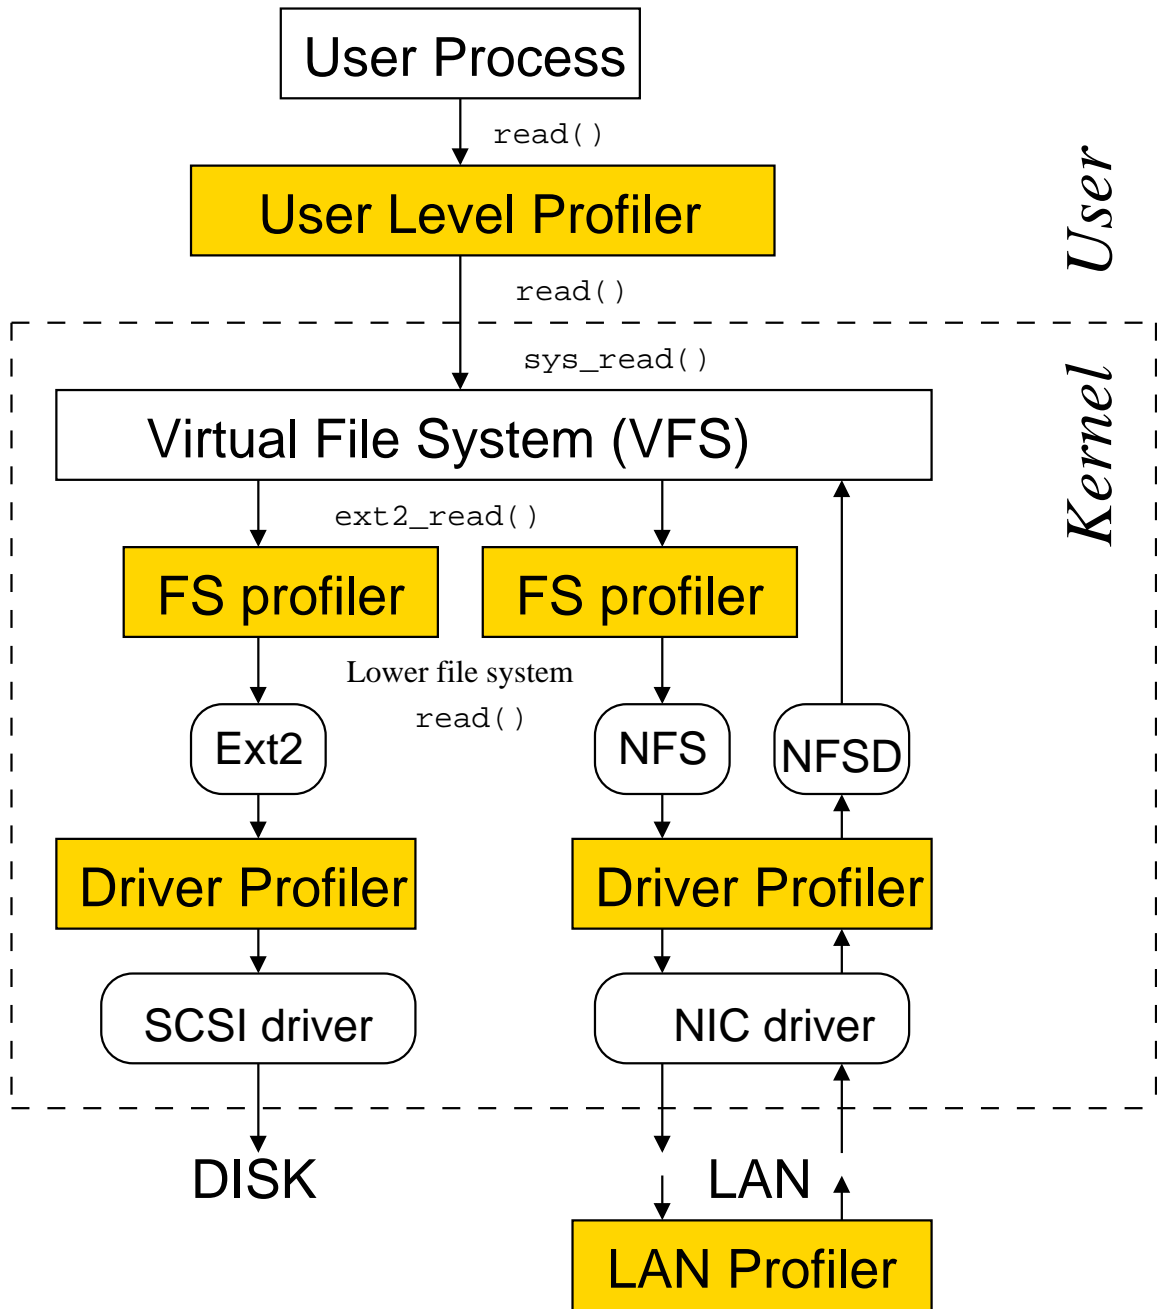 User Process
read()
User Level Profiler
User
read()
sys_read()
Kernel
Virtual File System (VFS)
ext2_read()
FS profiler
FS profiler
Lower file system
read()
Ext2
NFS
NFSD
Driver Profiler
Driver Profiler
SCSI driver
NIC driver
DISK
LAN
LAN Profiler